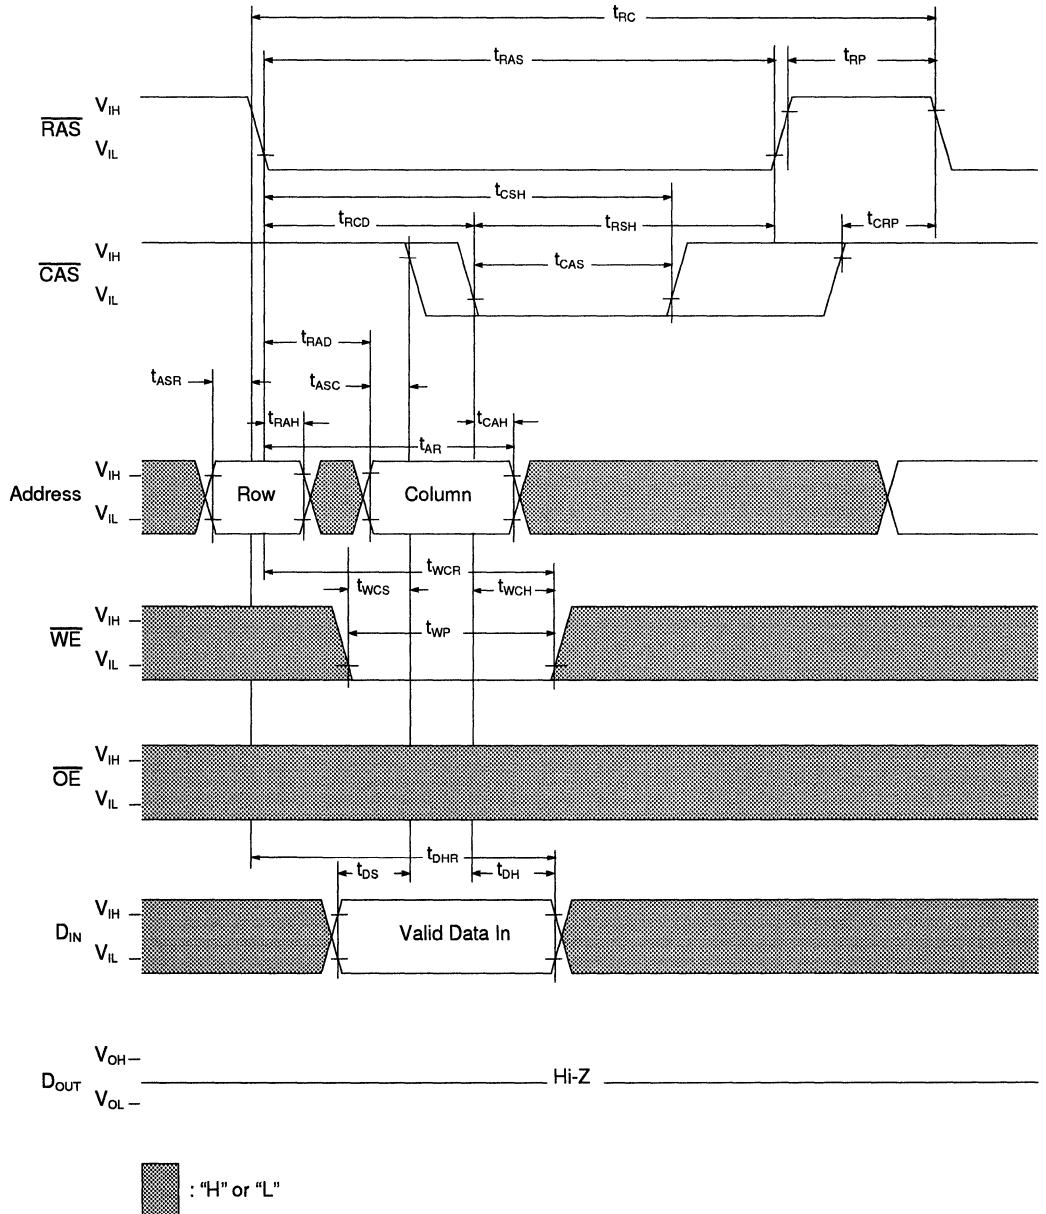 tRC
tRAS
tRP
VIH
RAS
VIL
tCSH
tRCD
tRSH
tCRP
VIH
CAS
tCAS
VIL
tRAD
tASR
tASC
tRAH
tCAH
tAR
VIH
Address
Row
Column
VIL
tWCR
tWCS
tWCH
VIH
WE
tWP
VIL
VIH
OE
VIL
tDHR
tDS
tDH
VIH
DIN
Valid Data In
VIL
VOH
DOUT
Hi-Z
VOL
: “H” or “L”